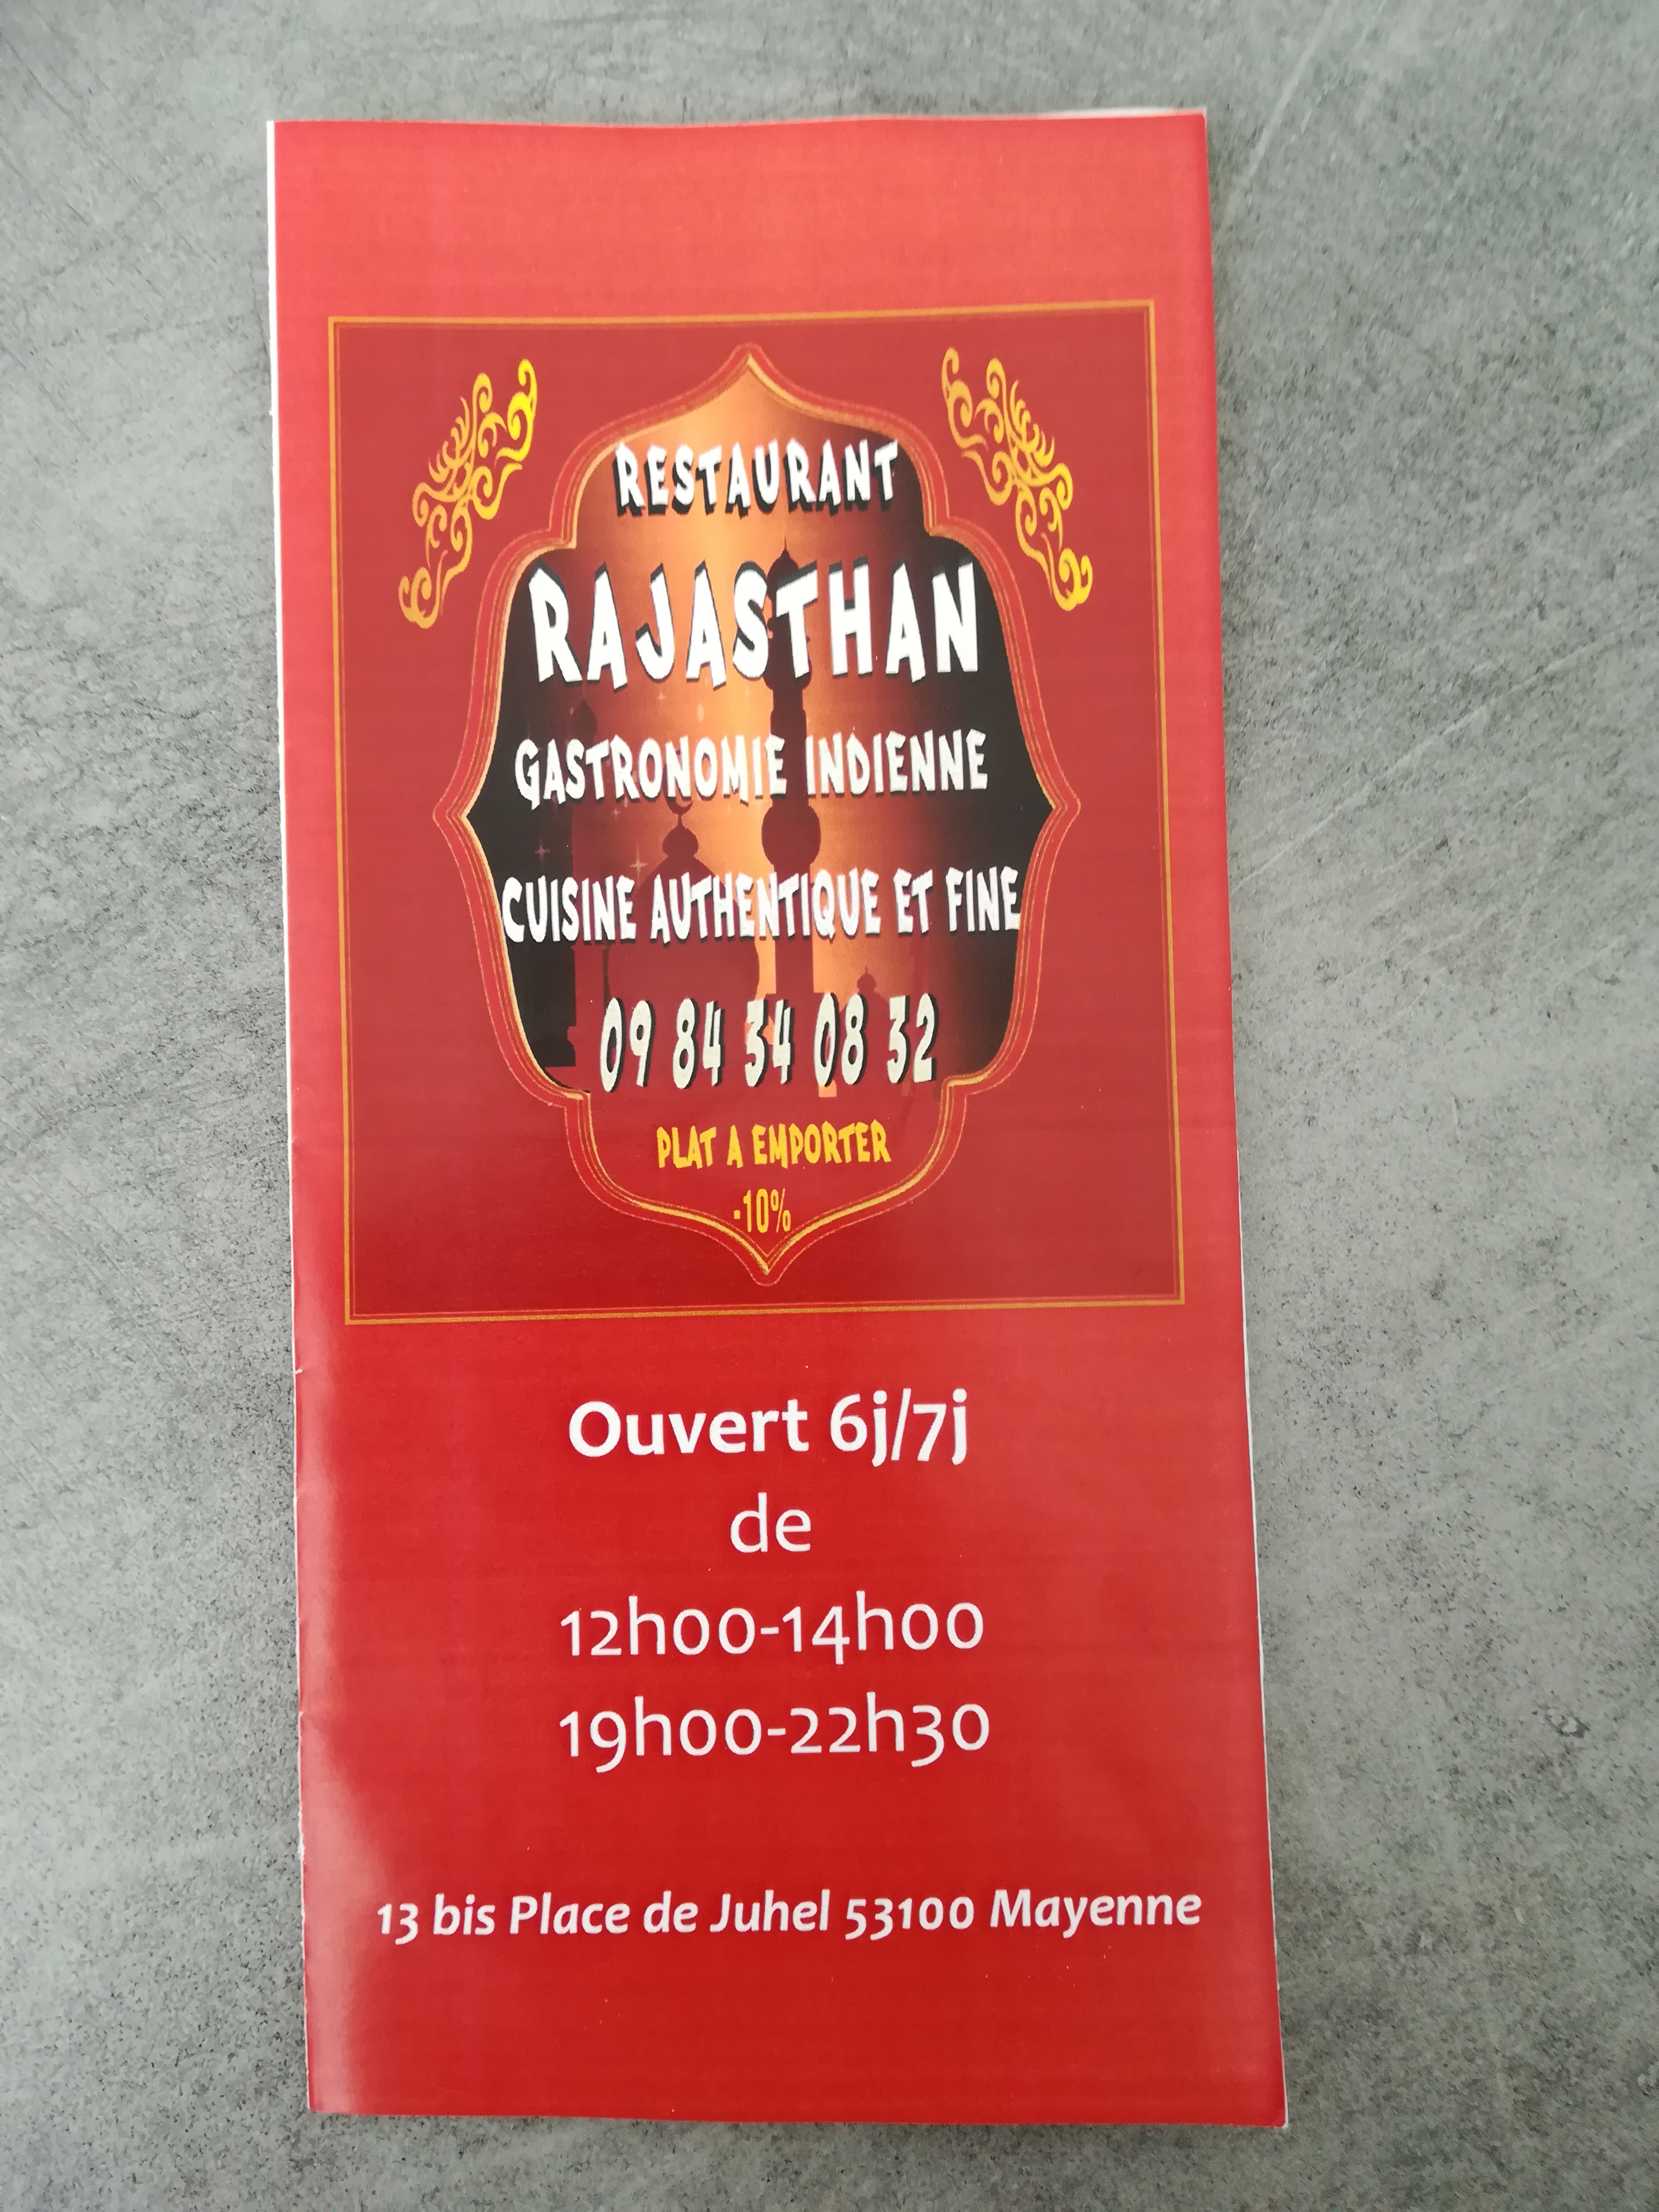 RESTAURANT
RAJASTHAN
GASTRONOMIE INDIENNE
CUISINE AUTHENTIQUE ET FINE
09 84 34 08 32
PLAT A EMPORTER
-10%
Ouvert 6j/7j
de
12h00-14h00
19h00-22h30
13 bis Place de Juhel 53100 Mayenne